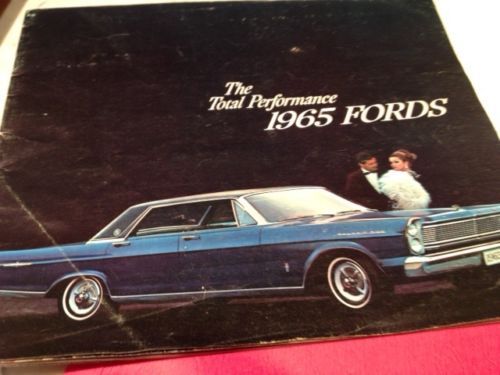 The
Total Performance
1965 FORDS